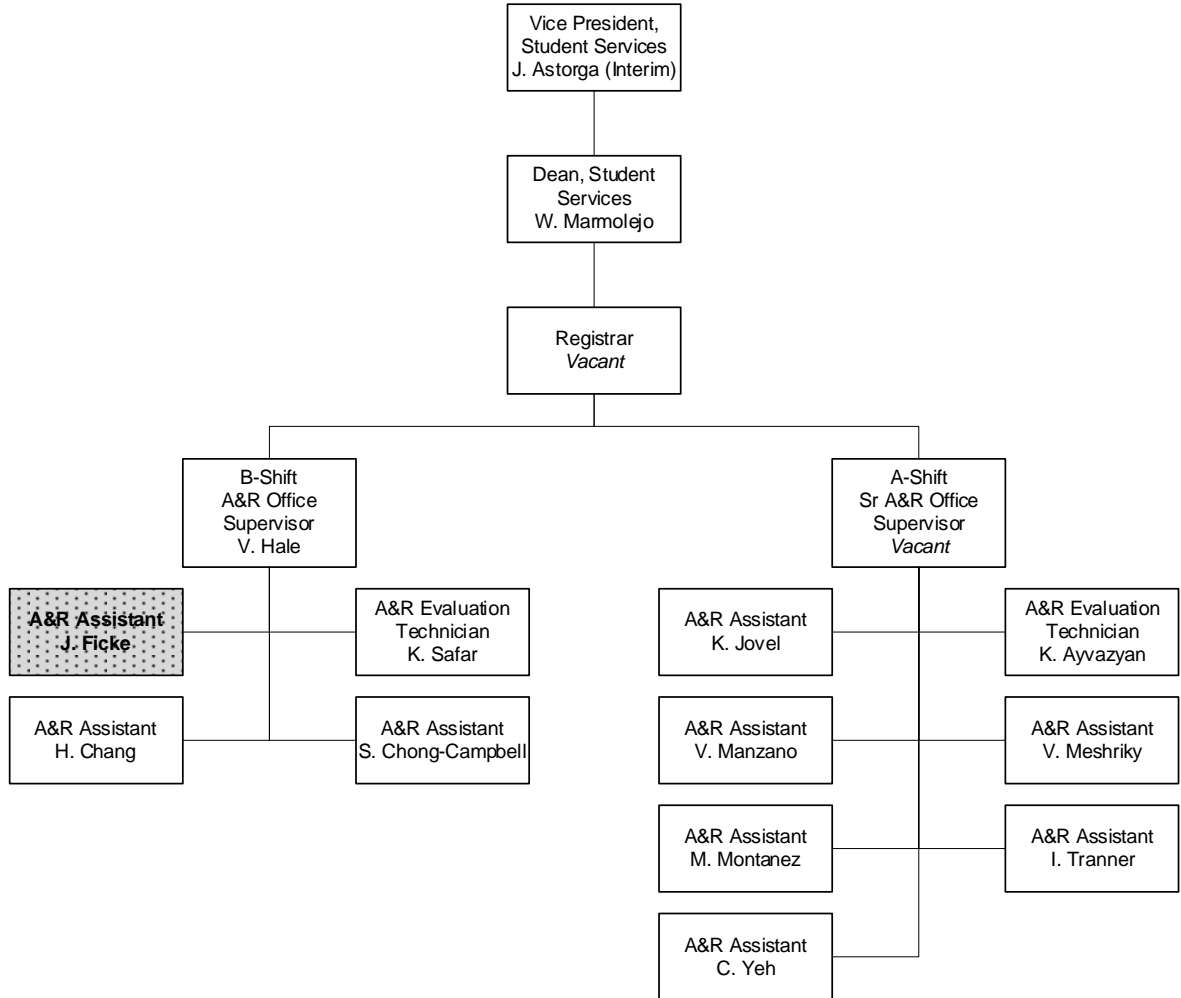 Vice President,
Student Services
J. Astorga (Interim)
Dean, Student
Services
W. Marmolejo
Registrar
Vacant
B-Shift
A&R Office
Supervisor
V. Hale
A-Shift
Sr A&R Office
Supervisor
Vacant
A&R Assistant
J. Ficke
A&R Evaluation
Technician
K. Safar
A&R Assistant
H. Chang
A&R Assistant
S. Chong-Campbell
A&R Assistant
K. Jovel
A&R Evaluation
Technician
K. Ayvazyan
A&R Assistant
V. Manzano
A&R Assistant
V. Meshriky
A&R Assistant
M. Montanez
A&R Assistant
I. Tranner
A&R Assistant
C. Yeh